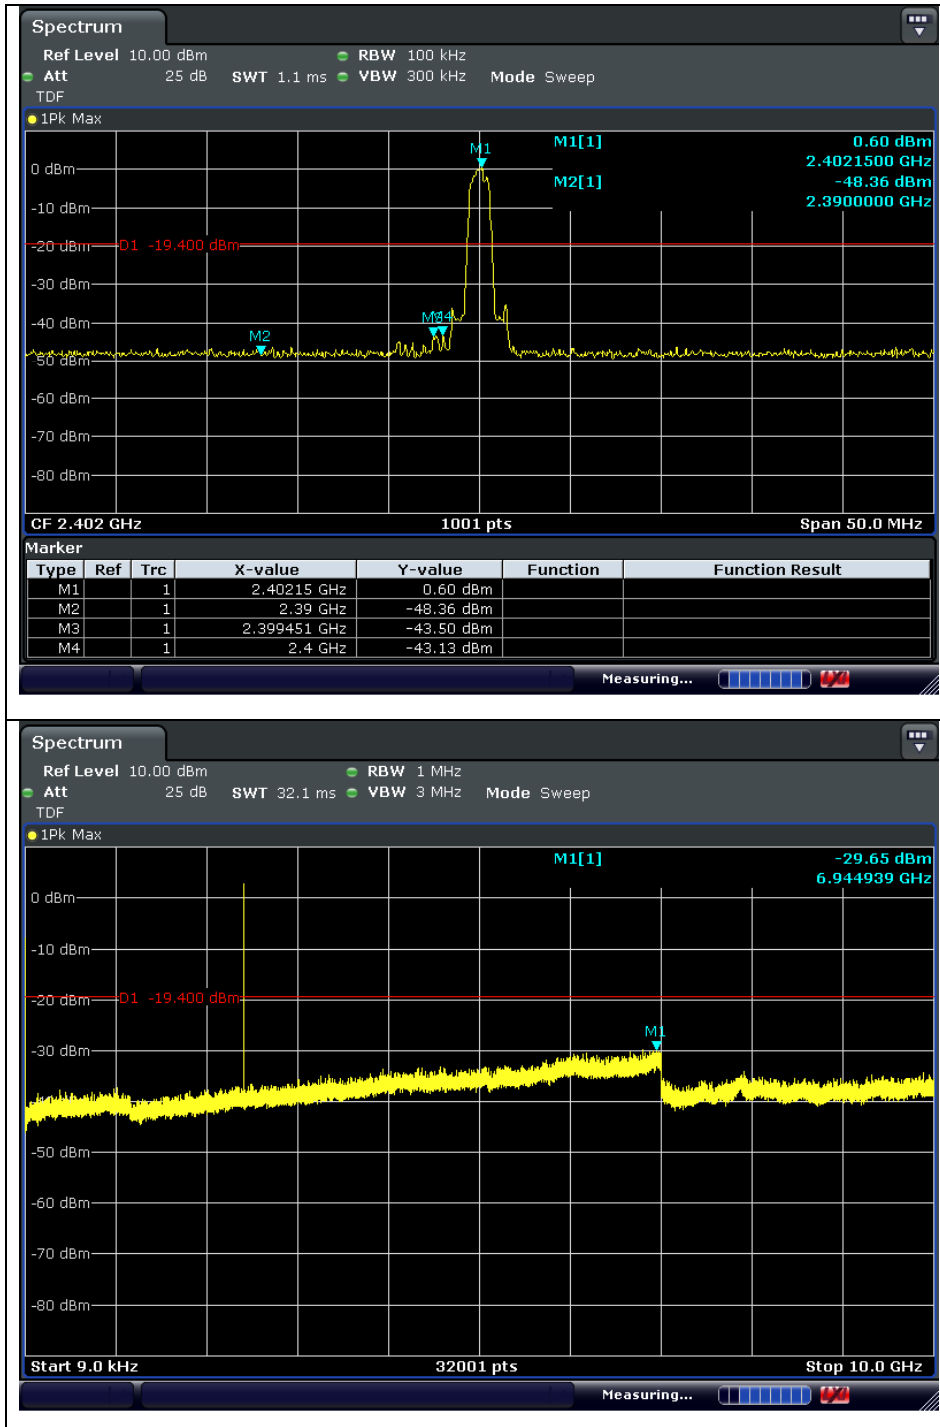 Spectrum
Ref Level 10.00 dBm RBW 100 kHz
Att 25 dB SWT 1.1 ms VBW 300 kHz Mode Sweep
TDF
1Pk Max
M1[1] 0.60 dBm
2.4021500 GHz
M2[1] -48.36 dBm
2.3900000 GHz
M1
0 dBm
-10 dBm
-20 dBm D1 -19.400 dBm
-30 dBm
-40 dBm
M3 M4
M2
-50 dBm
-60 dBm
-70 dBm
-80 dBm
CF 2.402 GHz 1001 pts Span 50.0 MHz
Marker
Type Ref Trc X-value Y-value Function Function Result
M1 1 2.40215 GHz 0.60 dBm
M2 1 2.39 GHz -48.36 dBm
M3 1 2.399451 GHz -43.50 dBm
M4 1 2.4 GHz -43.13 dBm
Measuring...
Spectrum
Ref Level 10.00 dBm RBW 1 MHz
Att 25 dB SWT 32.1 ms VBW 3 MHz Mode Sweep
TDF
1Pk Max
M1[1] -29.65 dBm
6.944939 GHz
0 dBm
-10 dBm
-20 dBm D1 -19.400 dBm
M1
-30 dBm
-50 dBm
-60 dBm
-70 dBm
-80 dBm
Start 9.0 kHz 32001 pts Stop 10.0 GHz
Measuring...